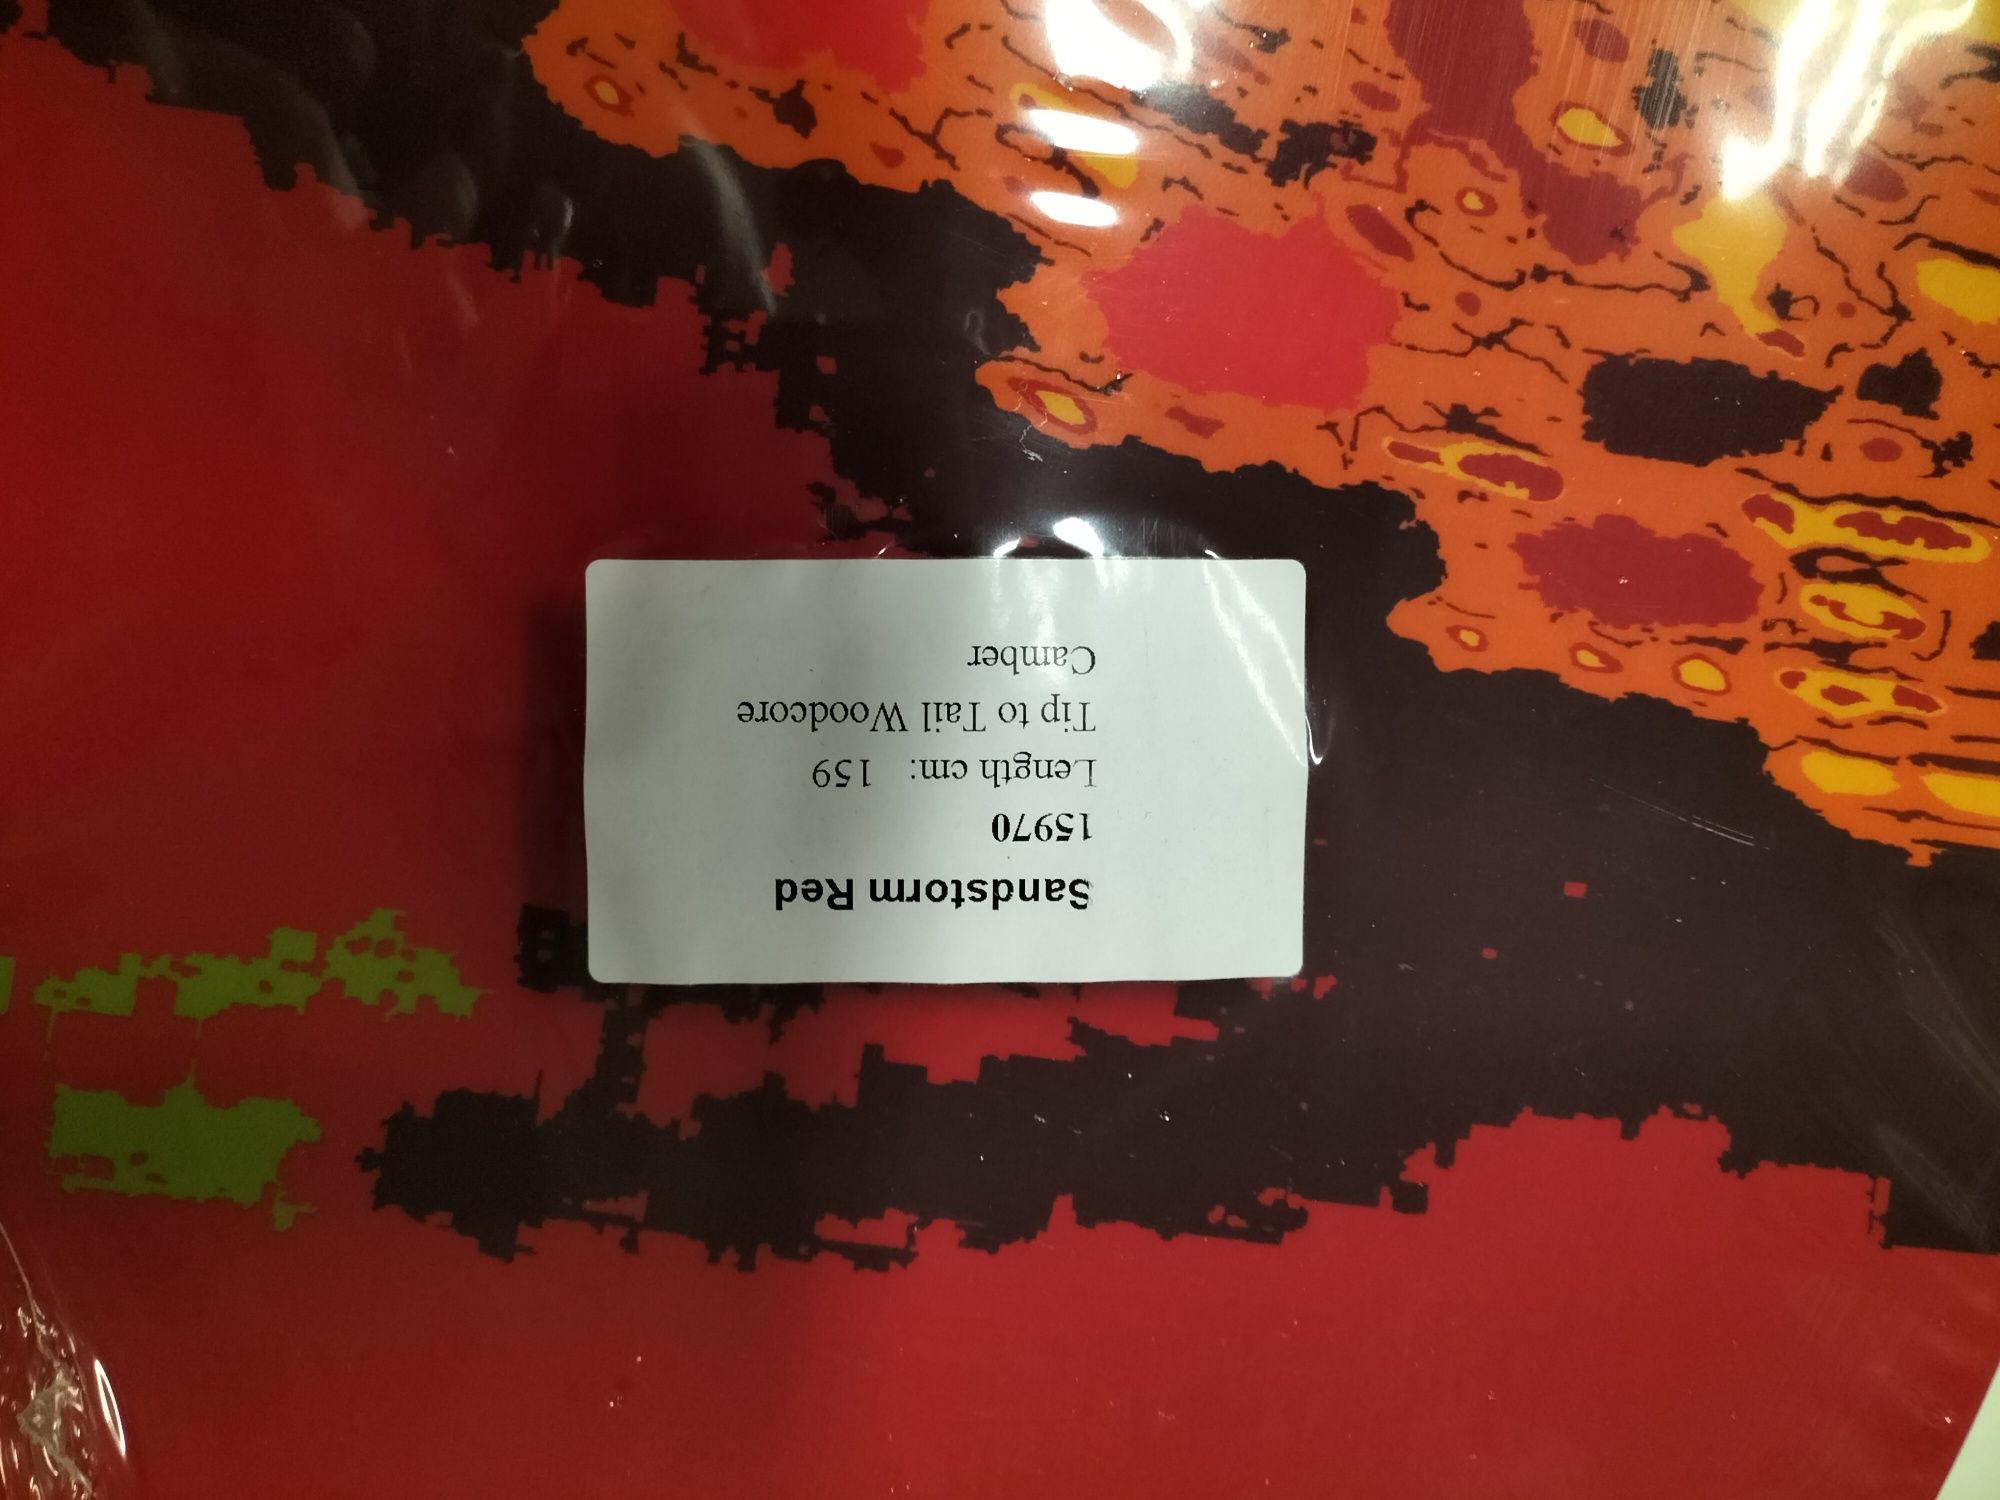 Sandstorm Red
15970
Length cm: 159
Tip to Tail Woodcore
Camber